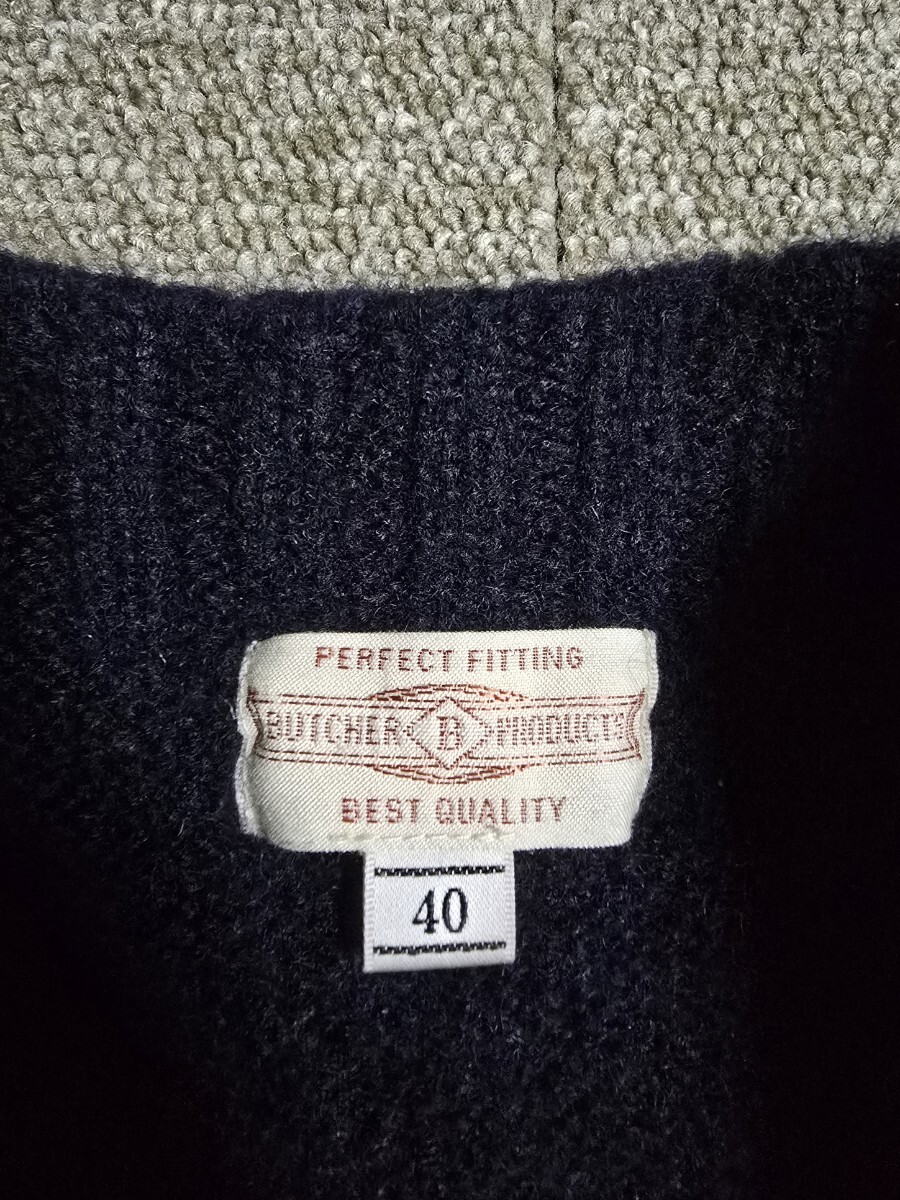 PERFECT FITTING
BUTCHER B PRODUCTS
BEST QUALITY
40